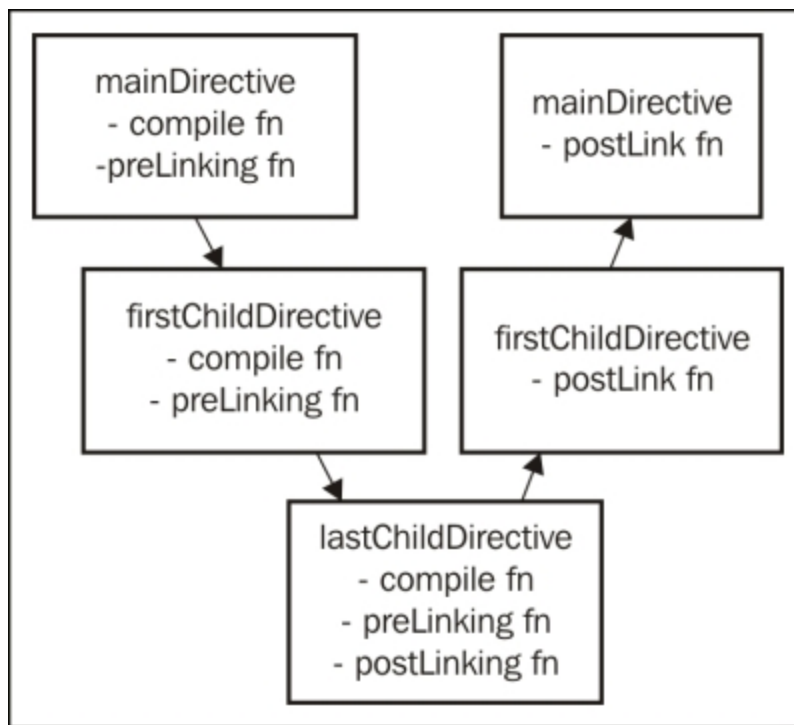 mainDirective
- compile fn
-preLinking fn
mainDirective
- postLink fn
firstChildDirective
- compile fn
- preLinking fn
firstChildDirective
- postLink fn
lastChildDirective
- compile fn
- preLinking fn
- postLinking fn